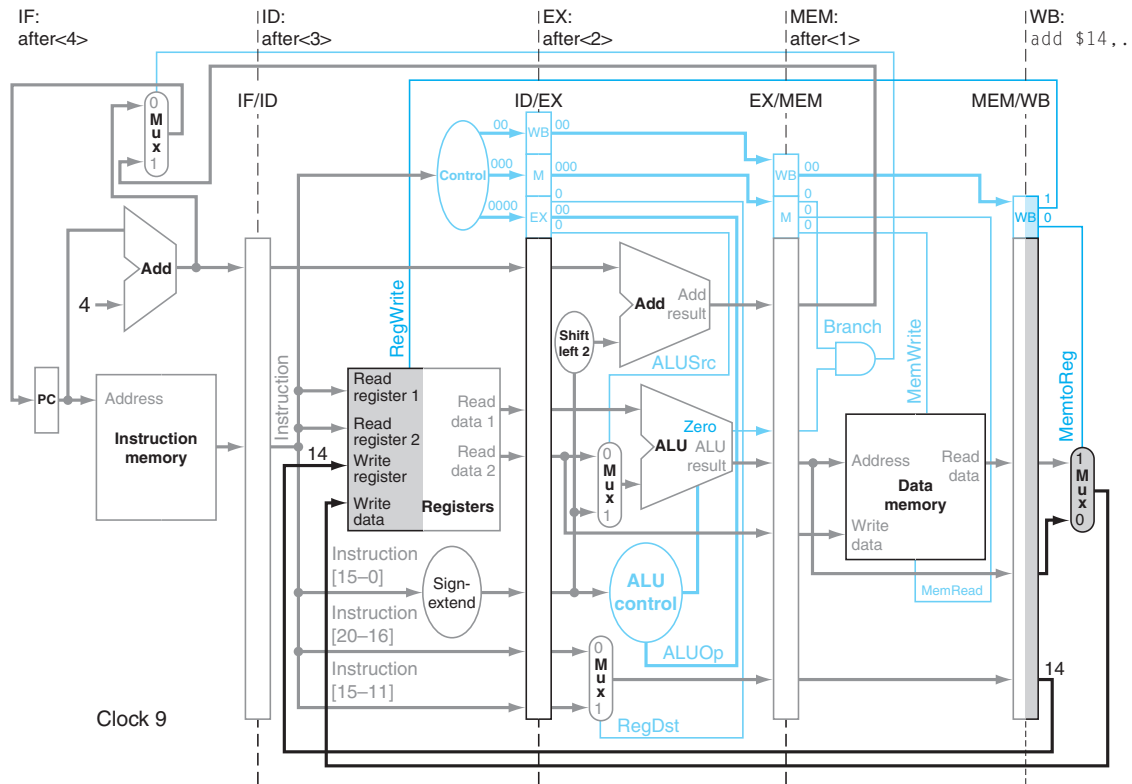 IF:
after<4>
ID:
after<3>
EX:
after<2>
MEM:
after<1>
WB:
add $14,.
IF/ID
ID/EX
EX/MEM
MEM/WB
0
Mux
1
Control
00
000
0000
WB
M
EX
00
000
0
00
0
WB
M
00
0
0
0
WB
1
0
Add
4
RegWrite
Shift
left 2
Add
Add
result
Branch
ALUSrc
MemWrite
MemtoReg
PC
Address
Instruction
memory
Instruction
Read
register 1
Read
register 2
14
Write
register
Write
data
Registers
Read
data 1
Read
data 2
0
Mux
1
Zero
ALU
ALU
result
Address
Write
data
Data
memory
Read
data
1
Mux
0
MemRead
Instruction
[15–0]
Sign-
extend
ALU
control
Instruction
[20–16]
ALUOp
Instruction
[15–11]
0
Mux
1
RegDst
14
Clock 9